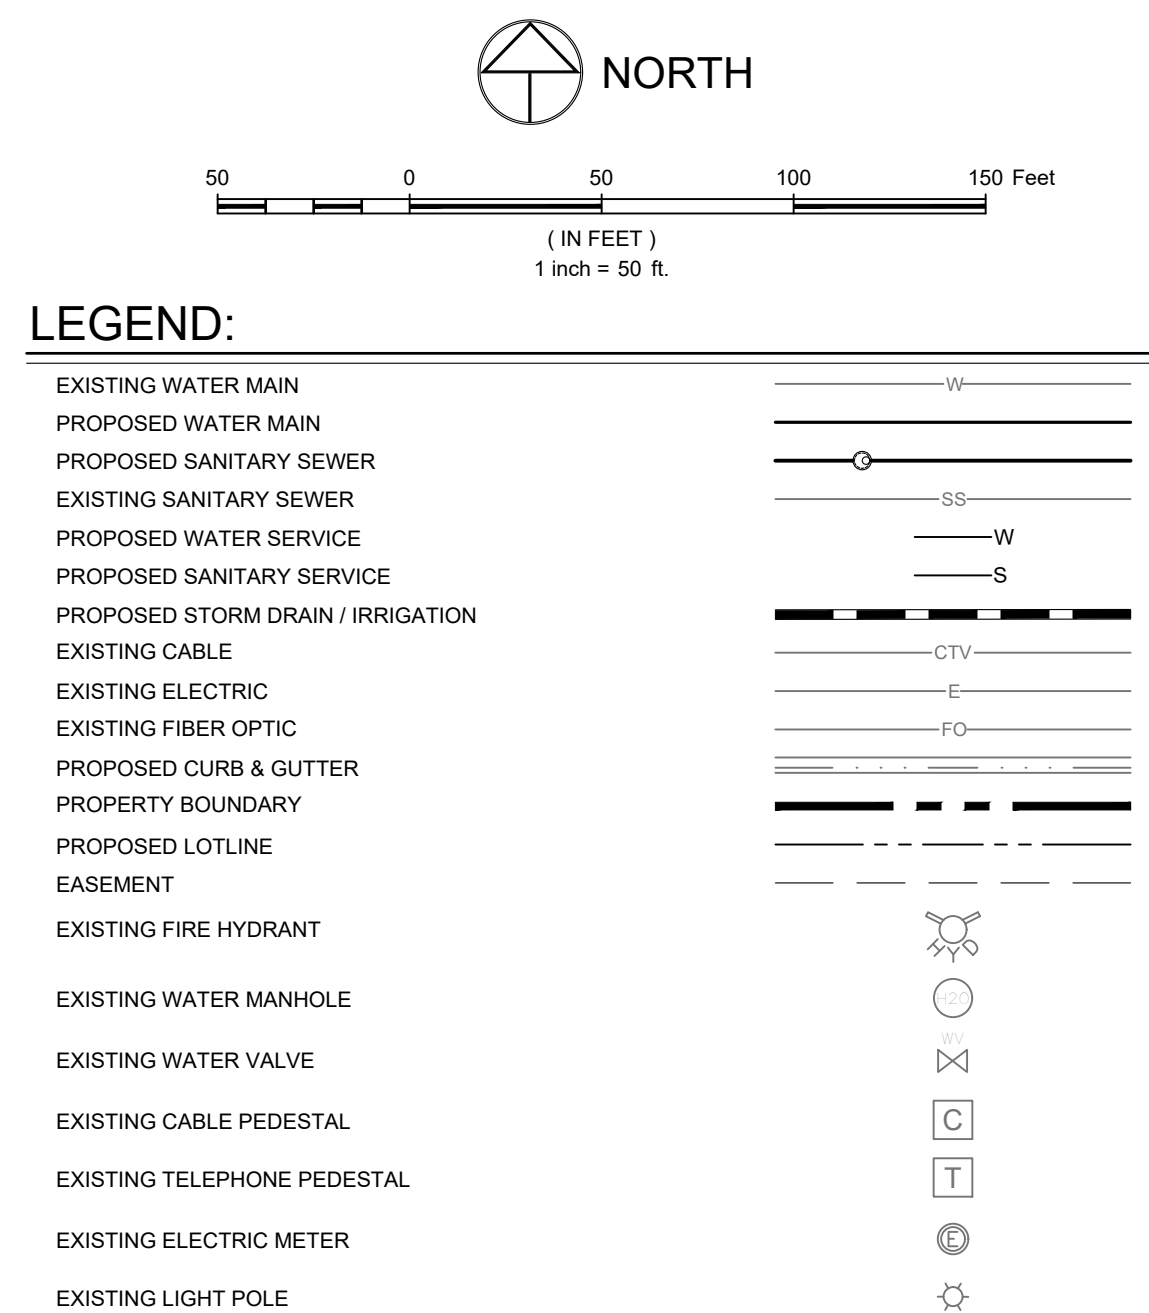 NORTH
50 0 50 100 150 Feet
( IN FEET )
1 inch = 50 ft.
LEGEND:
EXISTING WATER MAIN W
PROPOSED WATER MAIN
PROPOSED SANITARY SEWER
EXISTING SANITARY SEWER SS
PROPOSED WATER SERVICE W
PROPOSED SANITARY SERVICE S
PROPOSED STORM DRAIN / IRRIGATION
EXISTING CABLE CTV
EXISTING ELECTRIC E
EXISTING FIBER OPTIC FO
PROPOSED CURB & GUTTER
PROPERTY BOUNDARY
PROPOSED LOTLINE
EASEMENT
EXISTING FIRE HYDRANT HYD
EXISTING WATER MANHOLE H2O
WV
EXISTING WATER VALVE
EXISTING CABLE PEDESTAL C
EXISTING TELEPHONE PEDESTAL T
EXISTING ELECTRIC METER E
EXISTING LIGHT POLE